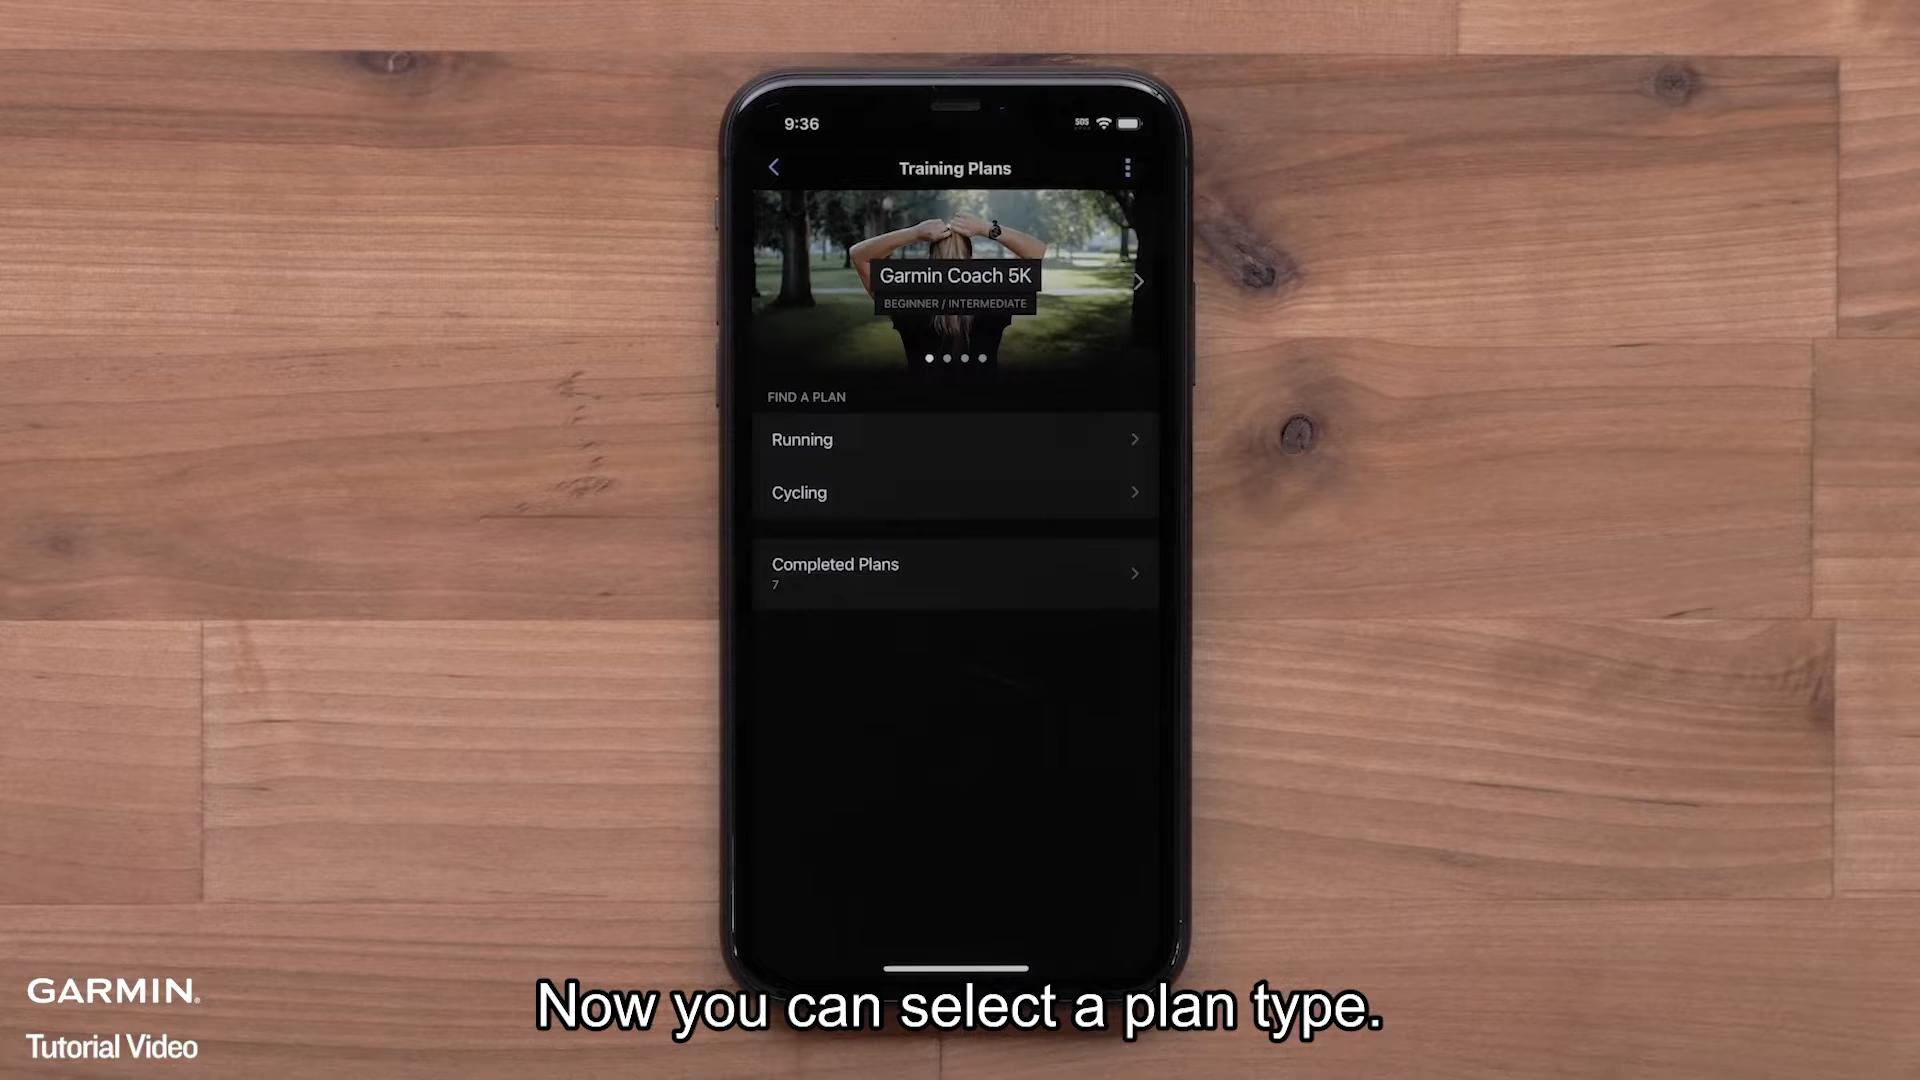 9:36
SOS
Training Plans
Garmin Coach 5K
BEGINNER / INTERMEDIATE
FIND A PLAN
Running
Cycling
Completed Plans
7
GARMIN.
Tutorial Video
Now you can select a plan type.